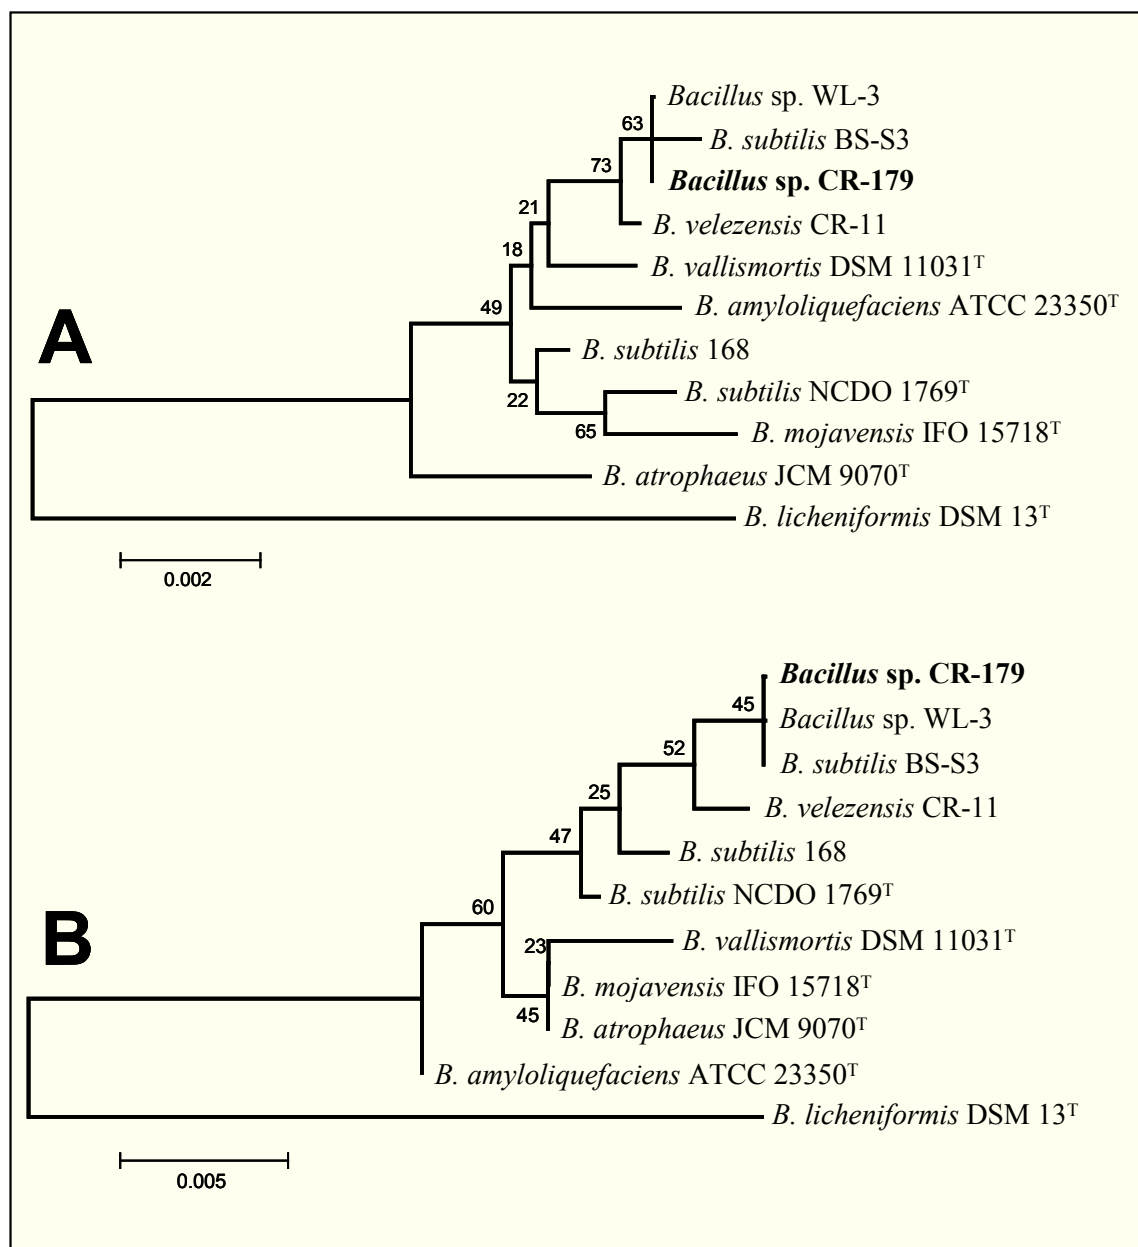 Bacillus sp. WL-3
63
B. subtilis BS-S3
73
Bacillus sp. CR-179
21
B. velezensis CR-11
18
B. vallismortis DSM 11031ᵀ
49
B. amyloliquefaciens ATCC 23350ᵀ
A
B. subtilis 168
22
B. subtilis NCDO 1769ᵀ
65
B. mojavensis IFO 15718ᵀ
B. atrophaeus JCM 9070ᵀ
B. licheniformis DSM 13ᵀ
0.002
Bacillus sp. CR-179
45
Bacillus sp. WL-3
52
B. subtilis BS-S3
25
B. velezensis CR-11
47
B. subtilis 168
60
B. subtilis NCDO 1769ᵀ
B
23
B. vallismortis DSM 11031ᵀ
B. mojavensis IFO 15718ᵀ
45
B. atrophaeus JCM 9070ᵀ
B. amyloliquefaciens ATCC 23350ᵀ
B. licheniformis DSM 13ᵀ
0.005